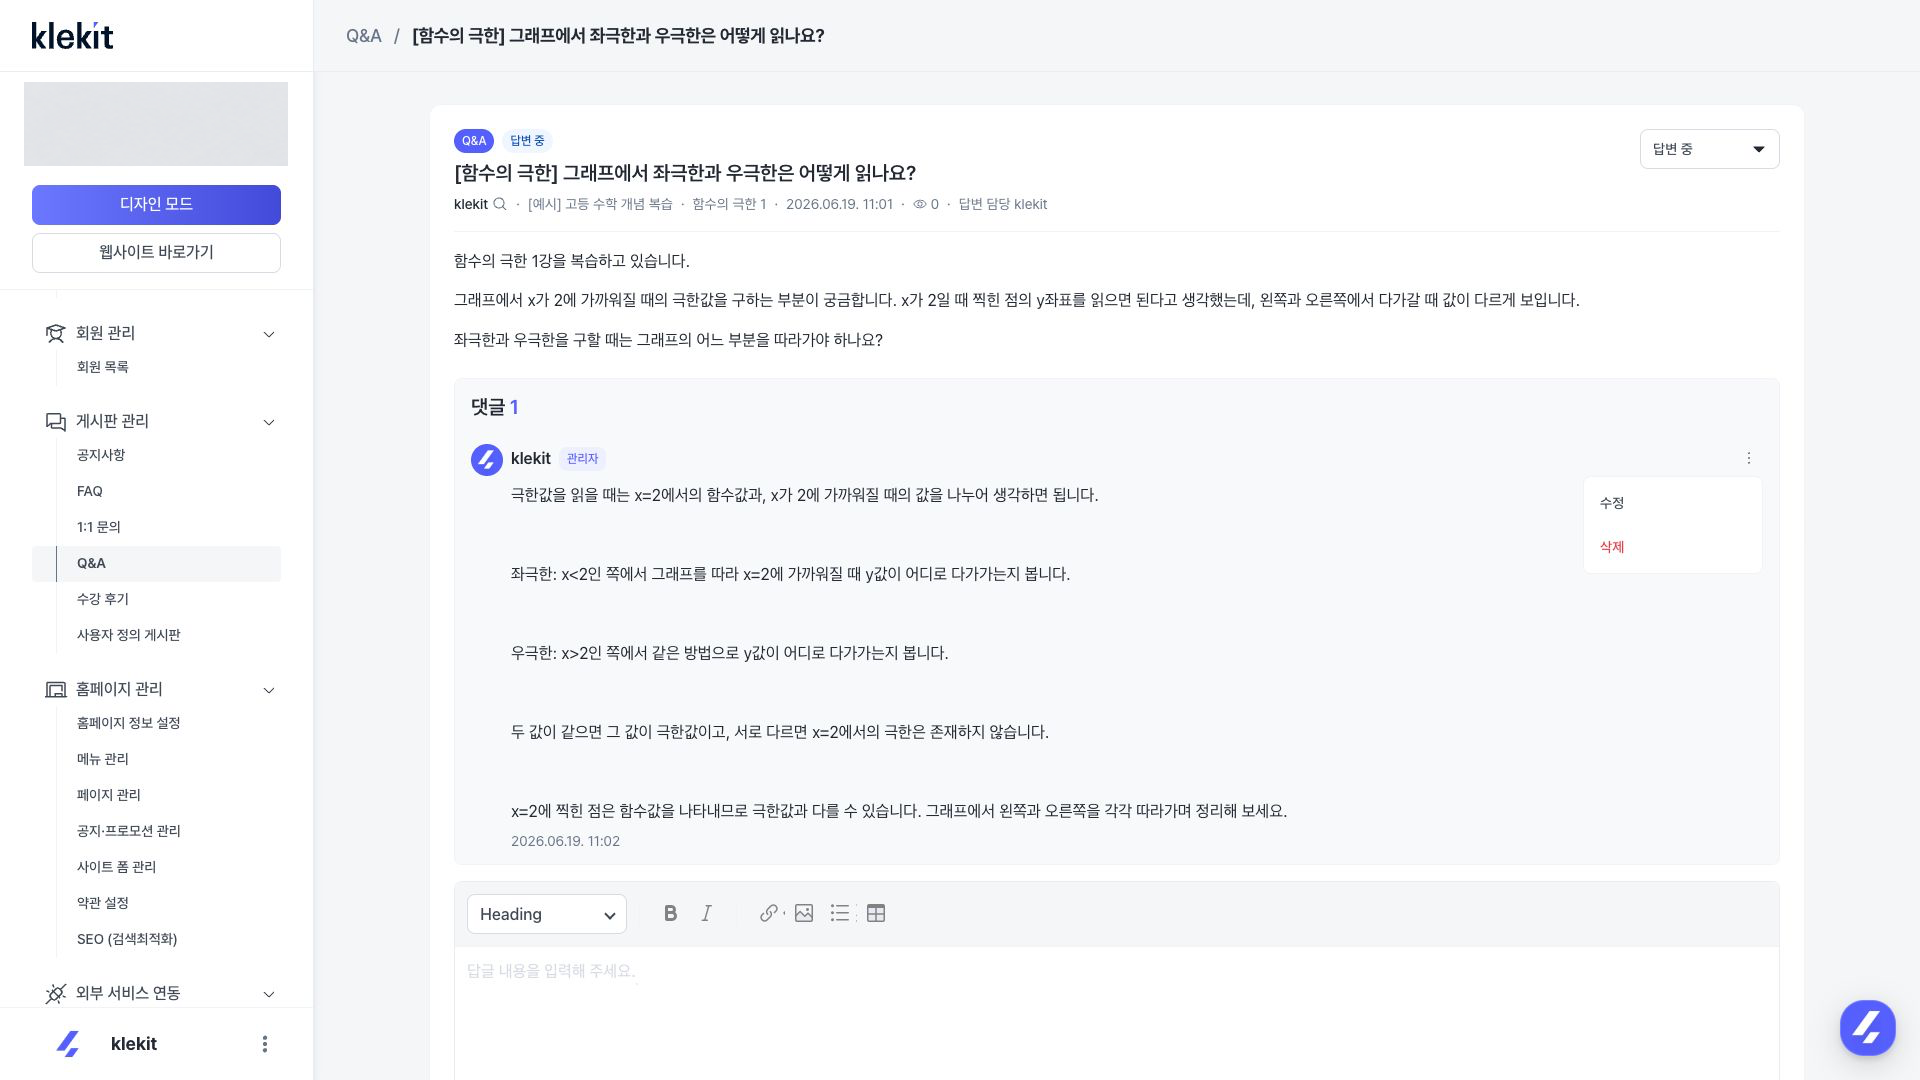 klekit
Q&A / [함수의 극한] 그래프에서 좌극한과 우극한은 어떻게 읽나요?
디자인 모드
웹사이트 바로가기
회원 관리
회원 목록
게시판 관리
공지사항
FAQ
1:1 문의
Q&A
수강 후기
사용자 정의 게시판
홈페이지 관리
홈페이지 정보 설정
메뉴 관리
페이지 관리
공지·프로모션 관리
사이트 폼 관리
약관 설정
SEO (검색최적화)
외부 서비스 연동
klekit
Q&A 답변 중
답변 중
[함수의 극한] 그래프에서 좌극한과 우극한은 어떻게 읽나요?
klekit · [예시] 고등 수학 개념 복습 · 함수의 극한 1 · 2026.06.19. 11:01 · 0 · 답변 담당 klekit
함수의 극한 1강을 복습하고 있습니다.
그래프에서 x가 2에 가까워질 때의 극한값을 구하는 부분이 궁금합니다. x가 2일 때 찍힌 점의 y좌표를 읽으면 된다고 생각했는데, 왼쪽과 오른쪽에서 다가갈 때 값이 다르게 보입니다.
좌극한과 우극한을 구할 때는 그래프의 어느 부분을 따라가야 하나요?
댓글 1
klekit 관리자
극한값을 읽을 때는 x=2에서의 함수값과, x가 2에 가까워질 때의 값을 나누어 생각하면 됩니다.
수정
삭제
좌극한: x<2인 쪽에서 그래프를 따라 x=2에 가까워질 때 y값이 어디로 다가가는지 봅니다.
우극한: x>2인 쪽에서 같은 방법으로 y값이 어디로 다가가는지 봅니다.
두 값이 같으면 그 값이 극한값이고, 서로 다르면 x=2에서의 극한은 존재하지 않습니다.
x=2에 찍힌 점은 함수값을 나타내므로 극한값과 다를 수 있습니다. 그래프에서 왼쪽과 오른쪽을 각각 따라가며 정리해 보세요.
2026.06.19. 11:02
Heading B I
답글 내용을 입력해 주세요.